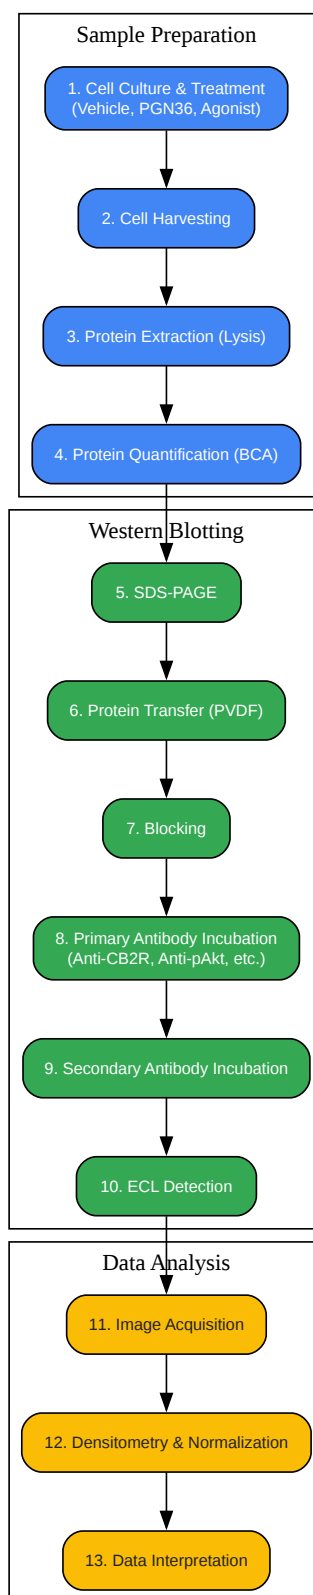 Sample Preparation
1. Cell Culture & Treatment
(Vehicle, PGN36, Agonist)
2. Cell Harvesting
3. Protein Extraction (Lysis)
4. Protein Quantification (BCA)
Western Blotting
5. SDS-PAGE
6. Protein Transfer (PVDF)
7. Blocking
8. Primary Antibody Incubation
(Anti-CB2R, Anti-pAkt, etc.)
9. Secondary Antibody Incubation
10. ECL Detection
Data Analysis
11. Image Acquisition
12. Densitometry & Normalization
13. Data Interpretation